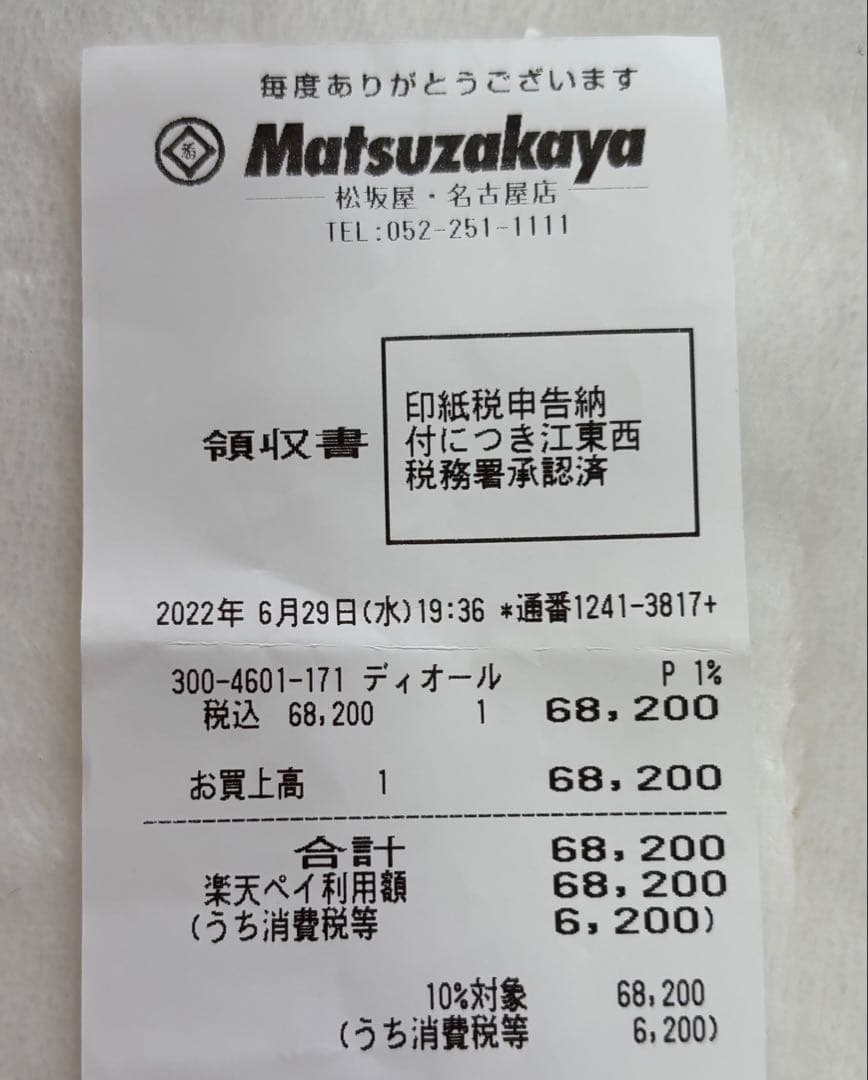 毎度ありがとうございます
Matsuzakaya
松坂屋・名古屋店
TEL:052-251-1111
領収書
印紙税申告納
付につき江東西
税務署承認済
2022年 6月29日(水)19:36 *通番1241-3817+
300-4601-171 ディオール P 1%
税込 68,200 1 68,200
お買上高 1 68,200
合計 68,200
楽天ペイ利用額 68,200
(うち消費税等 6,200)
10%対象 68,200
(うち消費税等 6,200)